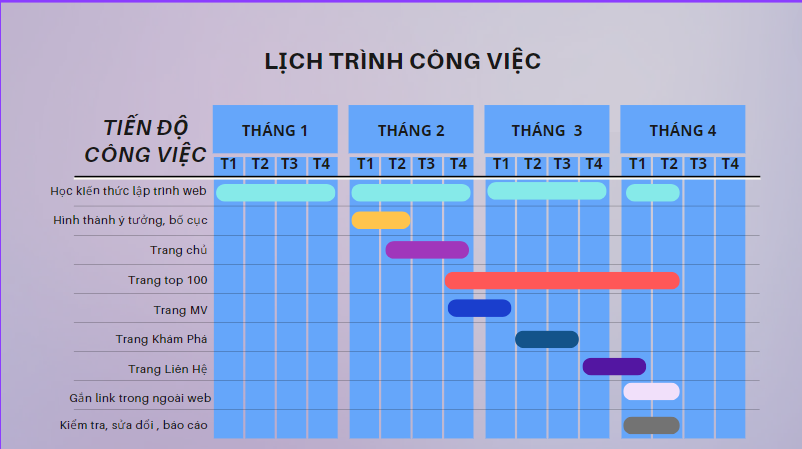 LỊCH TRÌNH CÔNG VIỆC
TIẾN ĐỘ
CÔNG VIỆC
THÁNG 1 THÁNG 2 THÁNG 3 THÁNG 4
T1 T2 T3 T4 T1 T2 T3 T4 T1 T2 T3 T4 T1 T2 T3 T4
Học kiến thức lập trình web
Hình thành ý tưởng, bố cục
Trang chủ
Trang top 100
Trang MV
Trang Khám Phá
Trang Liên Hệ
Gắn link trong ngoài web
Kiểm tra, sửa đổi , báo cáo